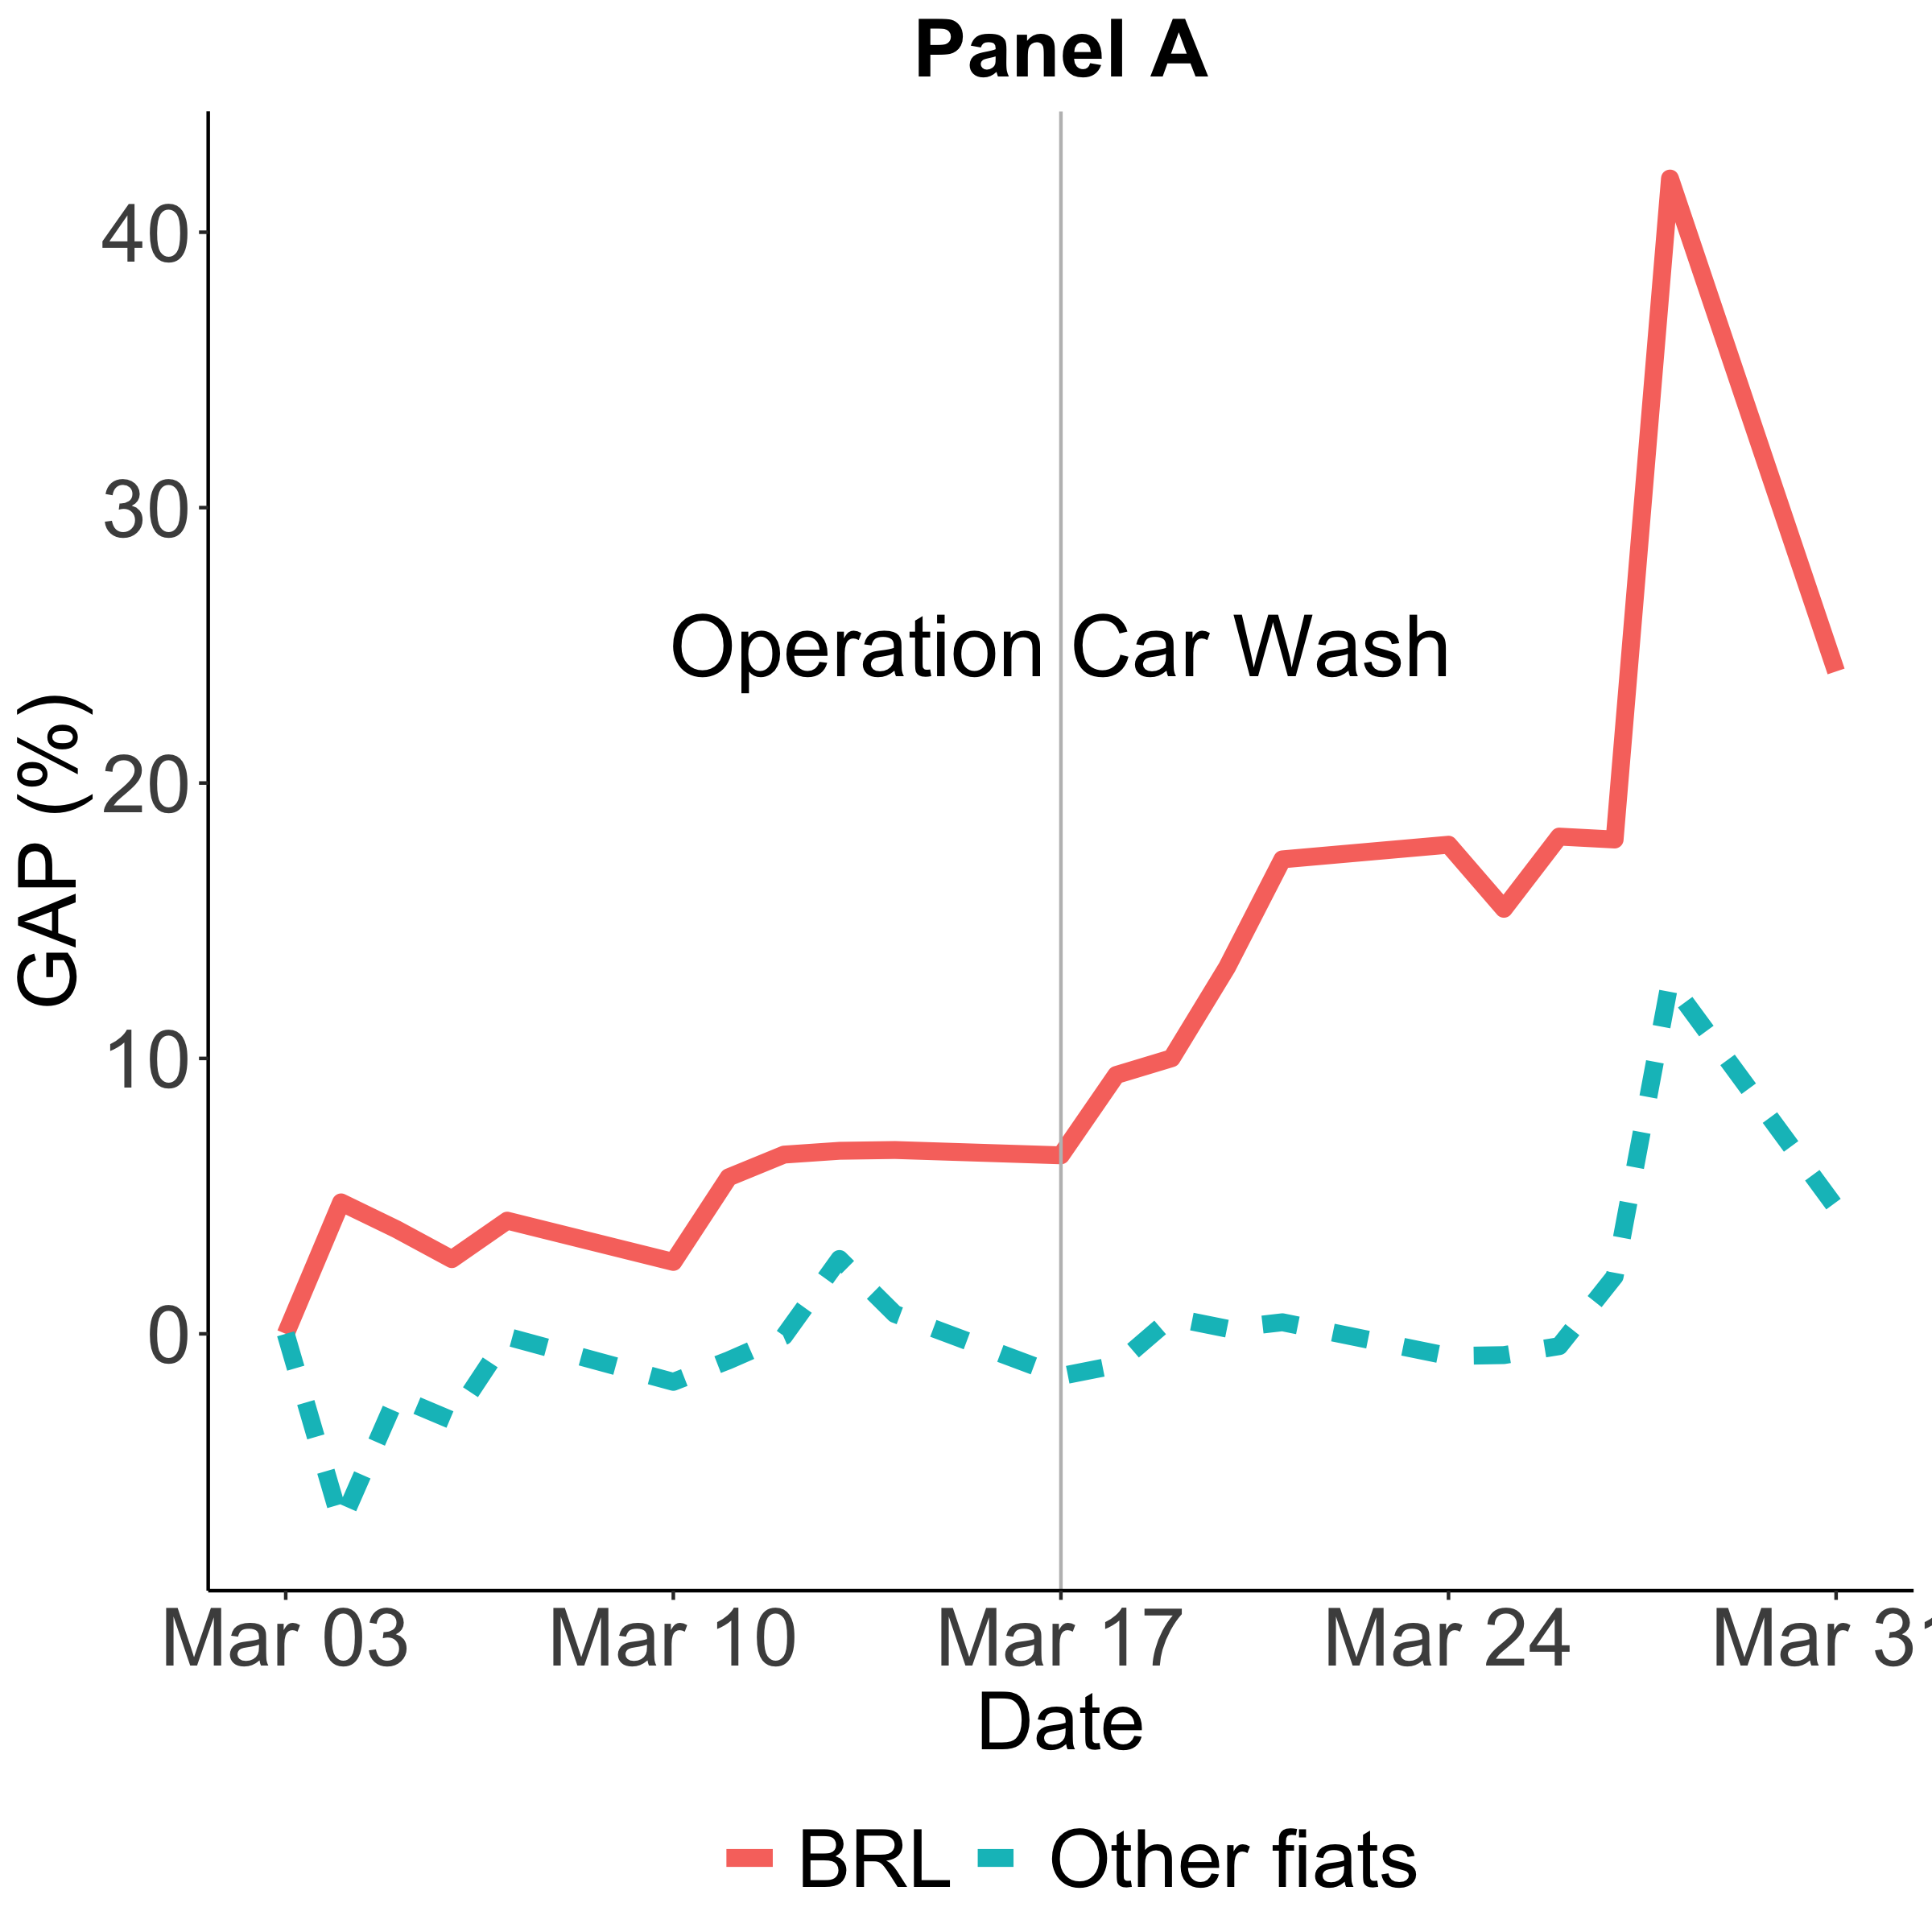 Panel A
40
30
20
10
0
GAP (%)
Operation Car Wash
Mar 03 Mar 10 Mar 17 Mar 24 Mar 31
Date
BRL Other fiats